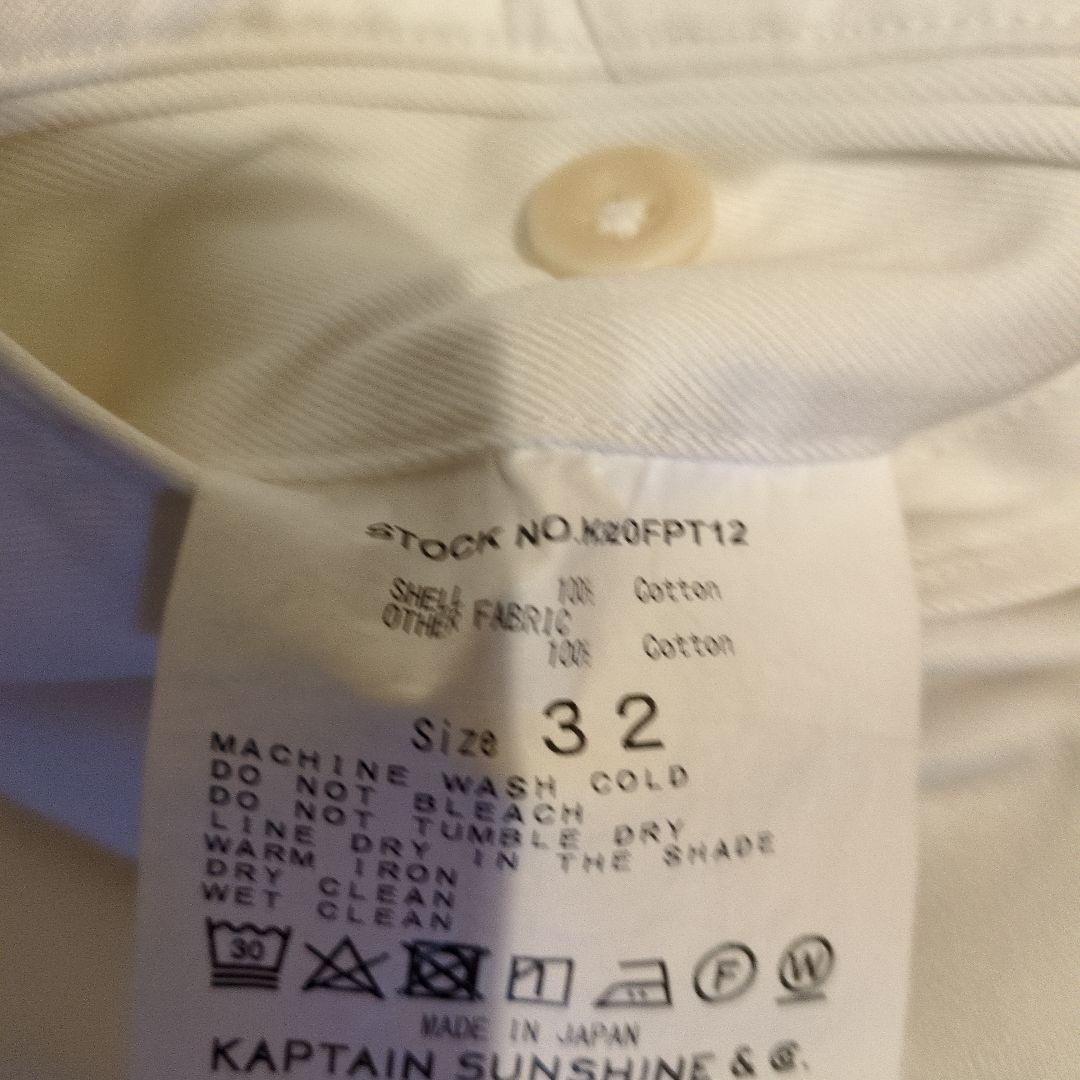 STOCK NO.K20FPT12
SHELL 100% Cotton
OTHER FABRIC
100% Cotton
Size 32
MACHINE WASH COLD
DO NOT BLEACH
DO NOT TUMBLE DRY
LINE DRY IN THE SHADE
WARM IRON
DRY CLEAN
WET CLEAN
30 F W
MADE IN JAPAN
KAPTAIN SUNSHINE & Co.